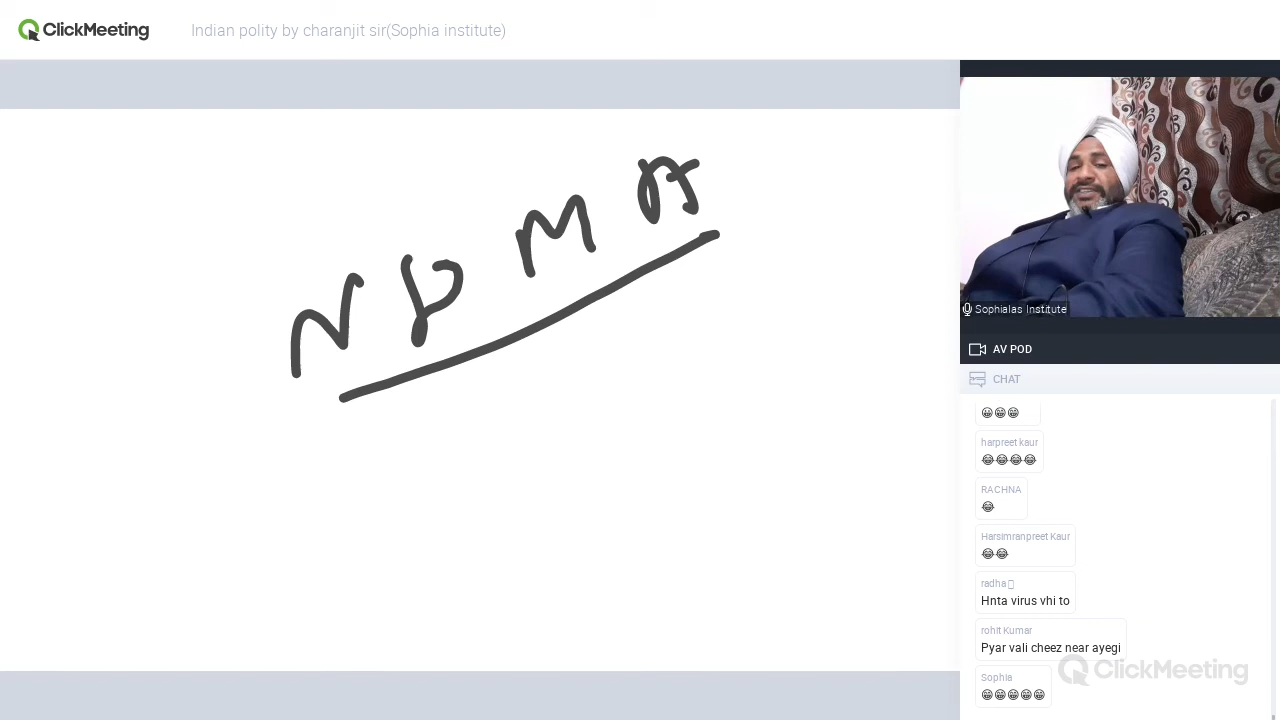 ClickMeeting
Indian polity by charanjit sir(Sophia institute)
N D M A
Sophialas Institute
AV POD
CHAT
😀😁😁
harpreet kaur
😂😂😂😂
RACHNA
😂
Harsimranpreet Kaur
😂😂
radha
Hnta virus vhi to
rohit Kumar
Pyar vali cheez near ayegi
Sophia
😁😁😁😁😁
ClickMeeting